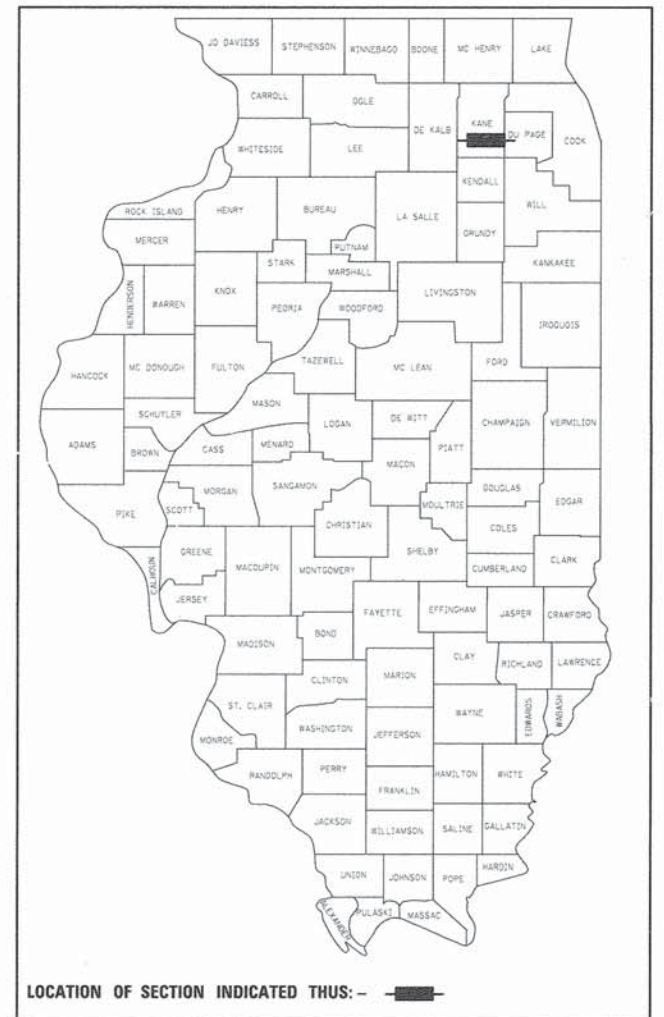 JO DAVIESS STEPHENSON WINNEBAGO BOONE MC HENRY LAKE
CARROLL OGLE DE KALB KANE DU PAGE COOK
WHITESIDE LEE
KENDALL
ROCK ISLAND HENRY BUREAU LA SALLE GRUNDY WILL
MERCER PUTNAM
STARK MARSHALL KANKAKEE
HENDERSON WARREN KNOX PEORIA WOODFORD LIVINGSTON IROQUOIS
HANCOCK MC DONOUGH FULTON TAZEWELL MC LEAN FORD
SCHUYLER MASON
LOGAN DE WITT CHAMPAIGN VERMILION
ADAMS BROWN CASS MENARD MACON PIATT
MORGAN SANGAMON DOUGLAS EDGAR
PIKE SCOTT CHRISTIAN MOULTRIE
COLES
GREENE SHELBY
CALHOUN MACOUPIN MONTGOMERY CUMBERLAND CLARK
JERSEY
FAYETTE EFFINGHAM JASPER CRAWFORD
MADISON BOND
CLAY RICHLAND LAWRENCE
CLINTON MARION
ST. CLAIR WAYNE EDWARDS WABASH
WASHINGTON JEFFERSON
MONROE
RANDOLPH PERRY HAMILTON WHITE
FRANKLIN
JACKSON WILLIAMSON SALINE GALLATIN
UNION JOHNSON POPE HARDIN
ALEXANDER PULASKI MASSAC
LOCATION OF SECTION INDICATED THUS: -